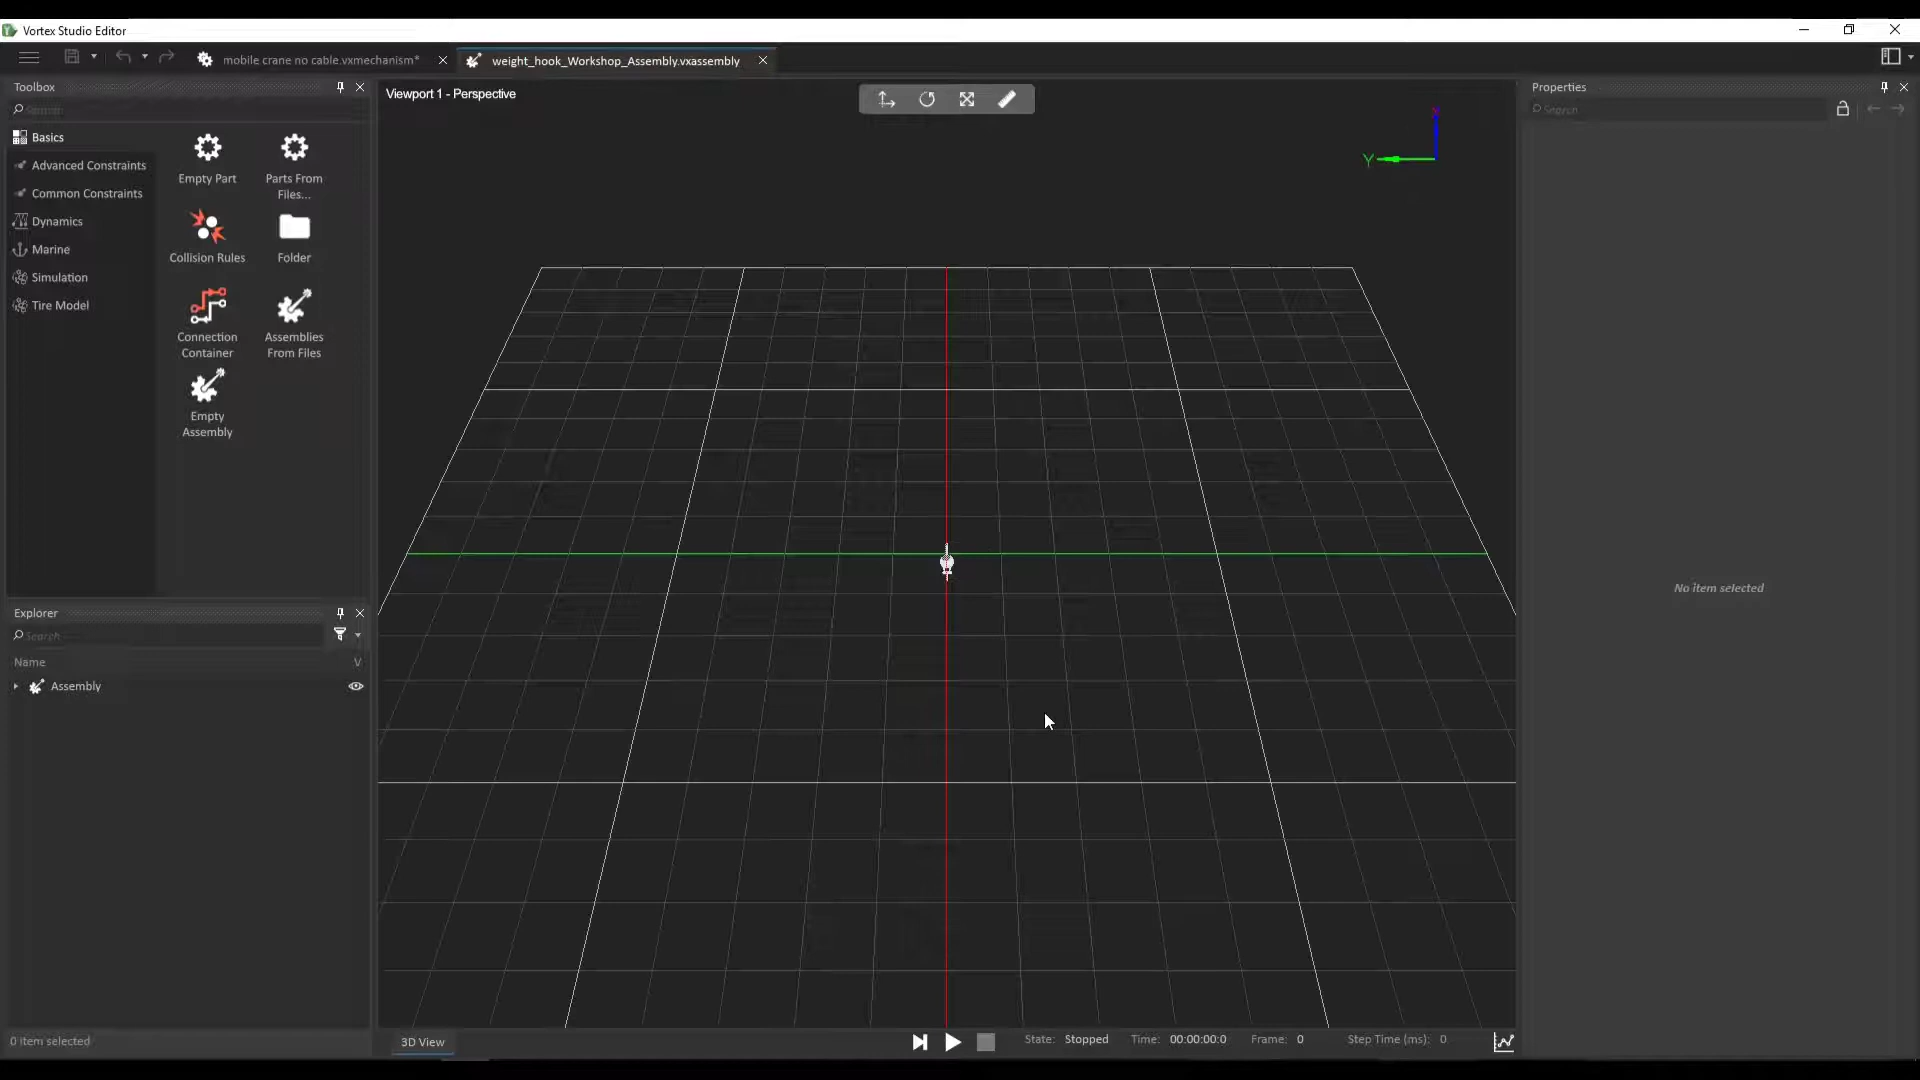 Vortex Studio Editor
mobile crane no cable.vxmechanism*
weight_hook_Workshop_Assembly.vxassembly
Toolbox
Search
Basics
Advanced Constraints
Common Constraints
Dynamics
Marine
Simulation
Tire Model
Empty Part
Parts From
Files...
Collision Rules
Folder
Connection
Container
Assemblies
From Files
Empty
Assembly
Explorer
Search
Name
V
Assembly
0 item selected
Viewport 1 - Perspective
Y
3D View
State: Stopped
Time: 00:00:00:0
Frame: 0
Step Time (ms): 0
Properties
Search
No item selected